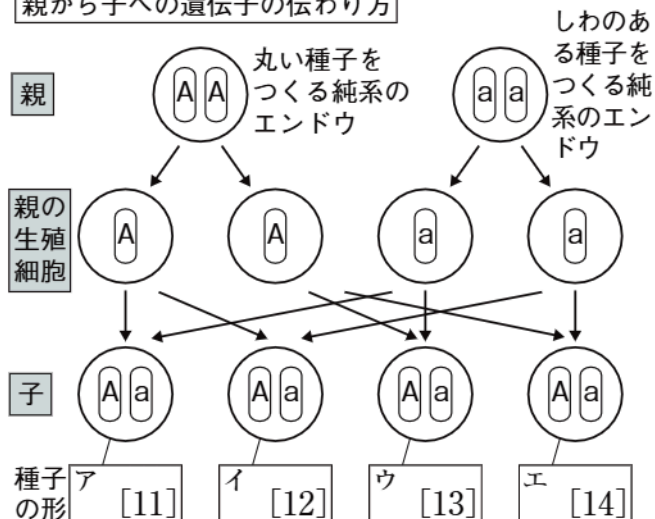 親から子への遺伝子の伝わり方
親
A A
丸い種子を
つくる純系の
エンドウ
a a
しわのあ
る種子を
つくる純
系のエン
ドウ
親の
生殖
細胞
A
A
a
a
子
A a
A a
A a
A a
種子
の形
ア [11]
イ [12]
ウ [13]
エ [14]